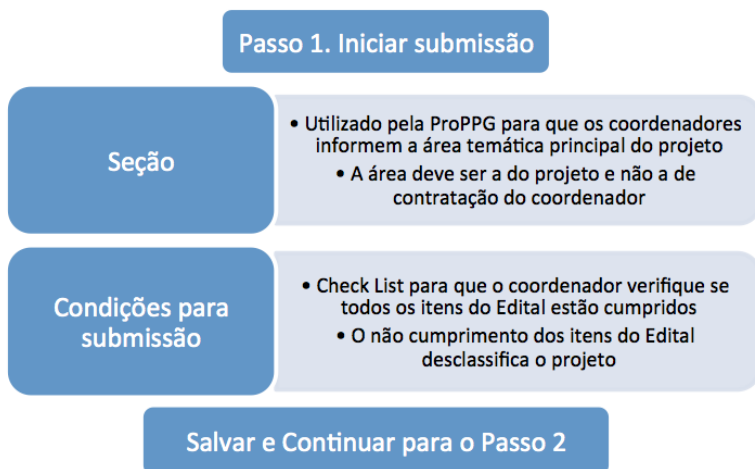 Passo 1. Iniciar submissão
Seção
• Utilizado pela ProPPG para que os coordenadores
informem a área temática principal do projeto
• A área deve ser a do projeto e não a de
contratação do coordenador
Condições para
submissão
• Check List para que o coordenador verifique se
todos os itens do Edital estão cumpridos
• O não cumprimento dos itens do Edital
desclassifica o projeto
Salvar e Continuar para o Passo 2